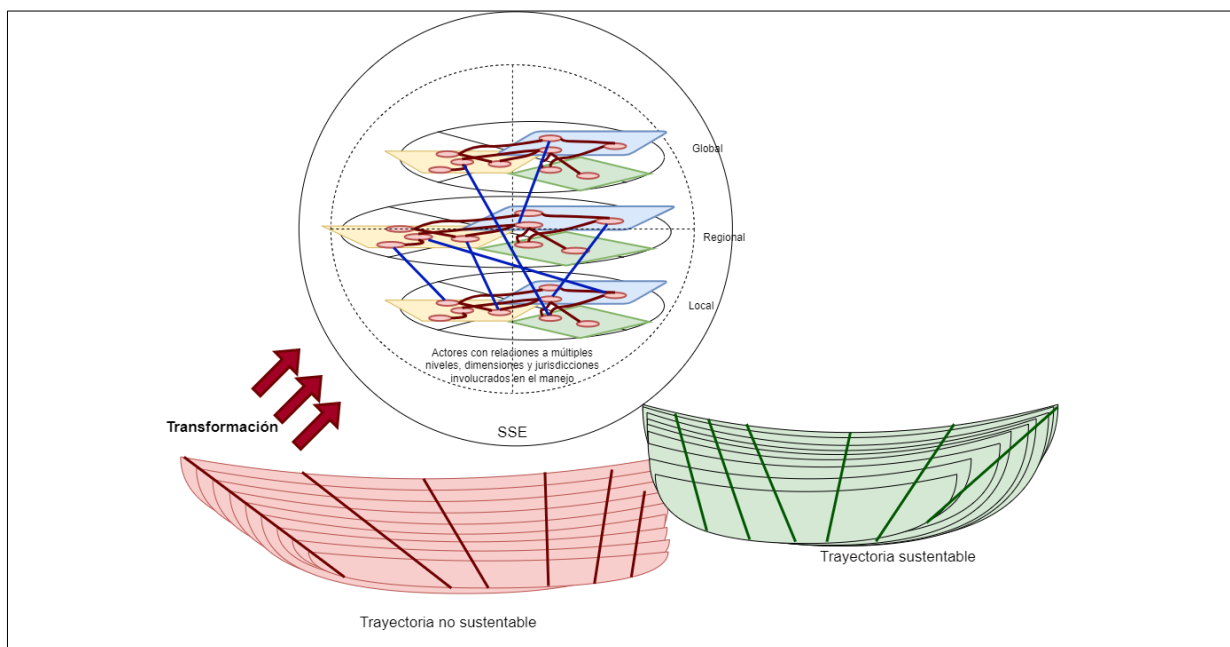 Global
Regional
Local
Actores con relaciones a múltiples
niveles, dimensiones y jurisdicciones
involucrados en el manejo
SSE
Transformación
Trayectoria sustentable
Trayectoria no sustentable